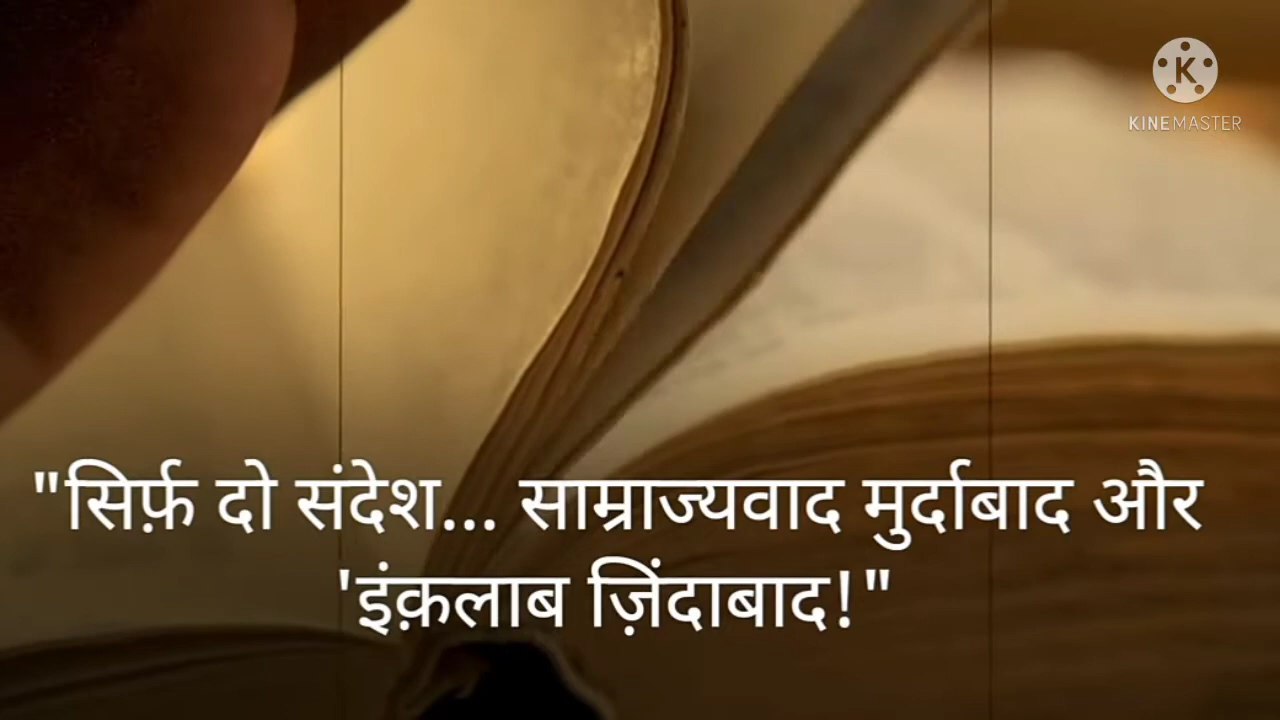 KINEMASTER
"सिर्फ़ दो संदेश... साम्राज्यवाद मुर्दाबाद और
'इंक़लाब ज़िंदाबाद!"